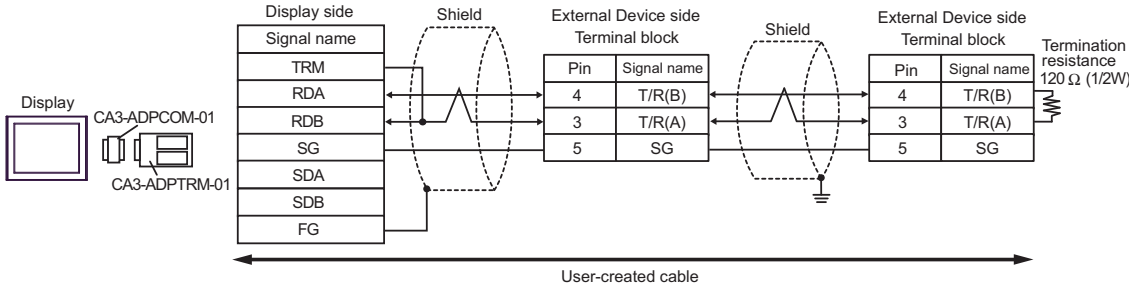 Display
CA3-ADPCOM-01
CA3-ADPTRM-01
Display side
Signal name
TRM
RDA
RDB
SG
SDA
SDB
FG
Shield
External Device side
Terminal block
Pin Signal name
4 T/R(B)
3 T/R(A)
5 SG
Shield
External Device side
Terminal block
Pin Signal name
4 T/R(B)
3 T/R(A)
5 SG
Termination
resistance
120 Ω (1/2W)
User-created cable